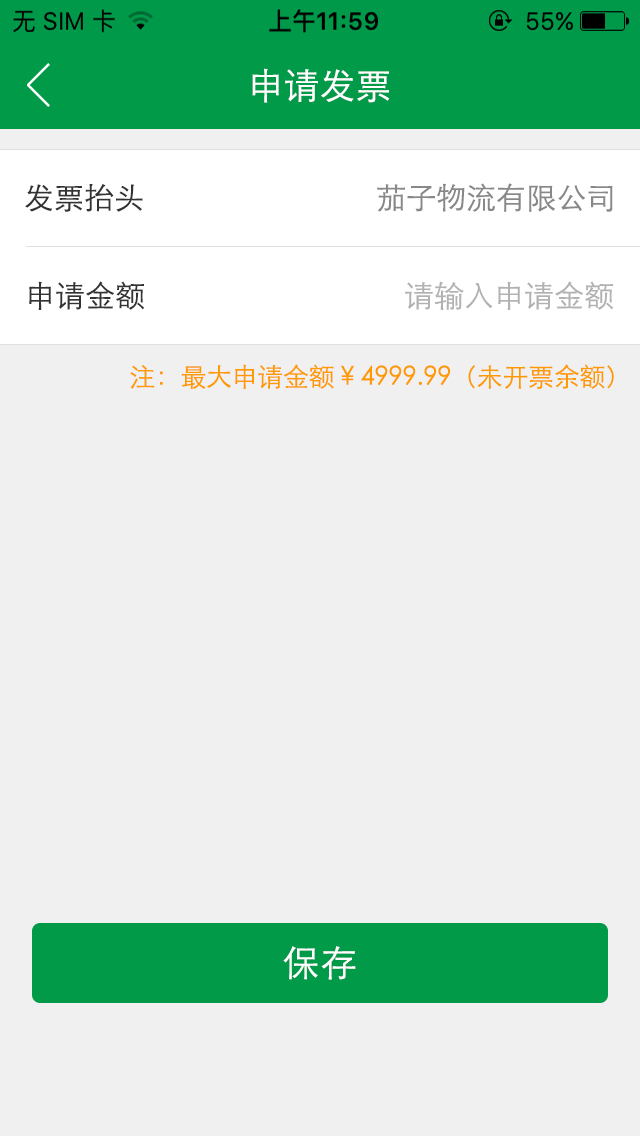 无 SIM 卡 上午11:59 55%
申请发票
发票抬头 茄子物流有限公司
申请金额 请输入申请金额
注：最大申请金额￥4999.99（未开票余额）
保存